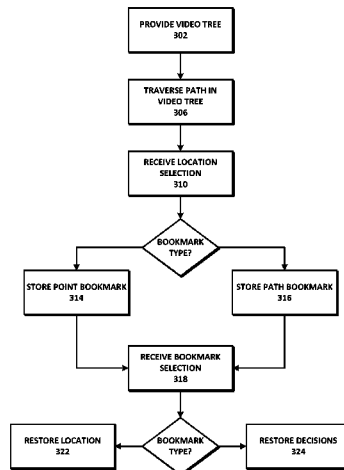 PROVIDE VIDEO TREE
302
TRAVERSE PATH IN
VIDEO TREE
306
RECEIVE LOCATION
SELECTION
310
BOOKMARK
TYPE?
STORE POINT BOOKMARK
314
STORE PATH BOOKMARK
316
RECEIVE BOOKMARK
SELECTION
318
RESTORE LOCATION
322
BOOKMARK
TYPE?
RESTORE DECISIONS
324